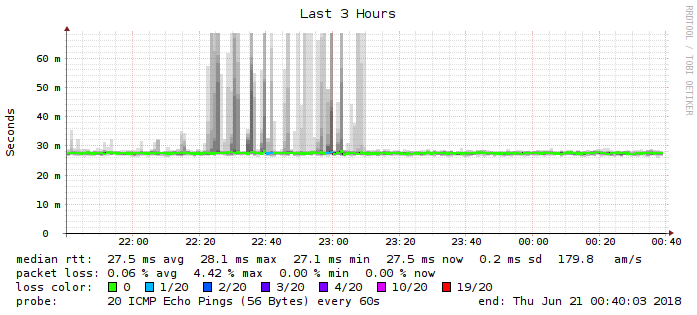 Last 3 Hours
RRDTOOL / TOBI OETIKER
Seconds
60 m
50 m
40 m
30 m
20 m
10 m
0
22:00 22:20 22:40 23:00 23:20 23:40 00:00 00:20 00:40
median rtt: 27.5 ms avg 28.1 ms max 27.1 ms min 27.5 ms now 0.2 ms sd 179.8 am/s
packet loss: 0.06 % avg 4.42 % max 0.00 % min 0.00 % now
loss color: 0 1/20 2/20 3/20 4/20 10/20 19/20
probe: 20 ICMP Echo Pings (56 Bytes) every 60s end: Thu Jun 21 00:40:03 2018